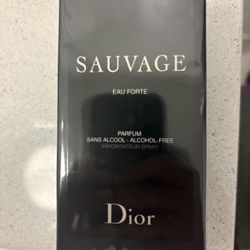 SAUVAGE
EAU FORTE
PARFUM
SANS ALCOOL - ALCOHOL-FREE
VAPORISATEUR SPRAY
Dior